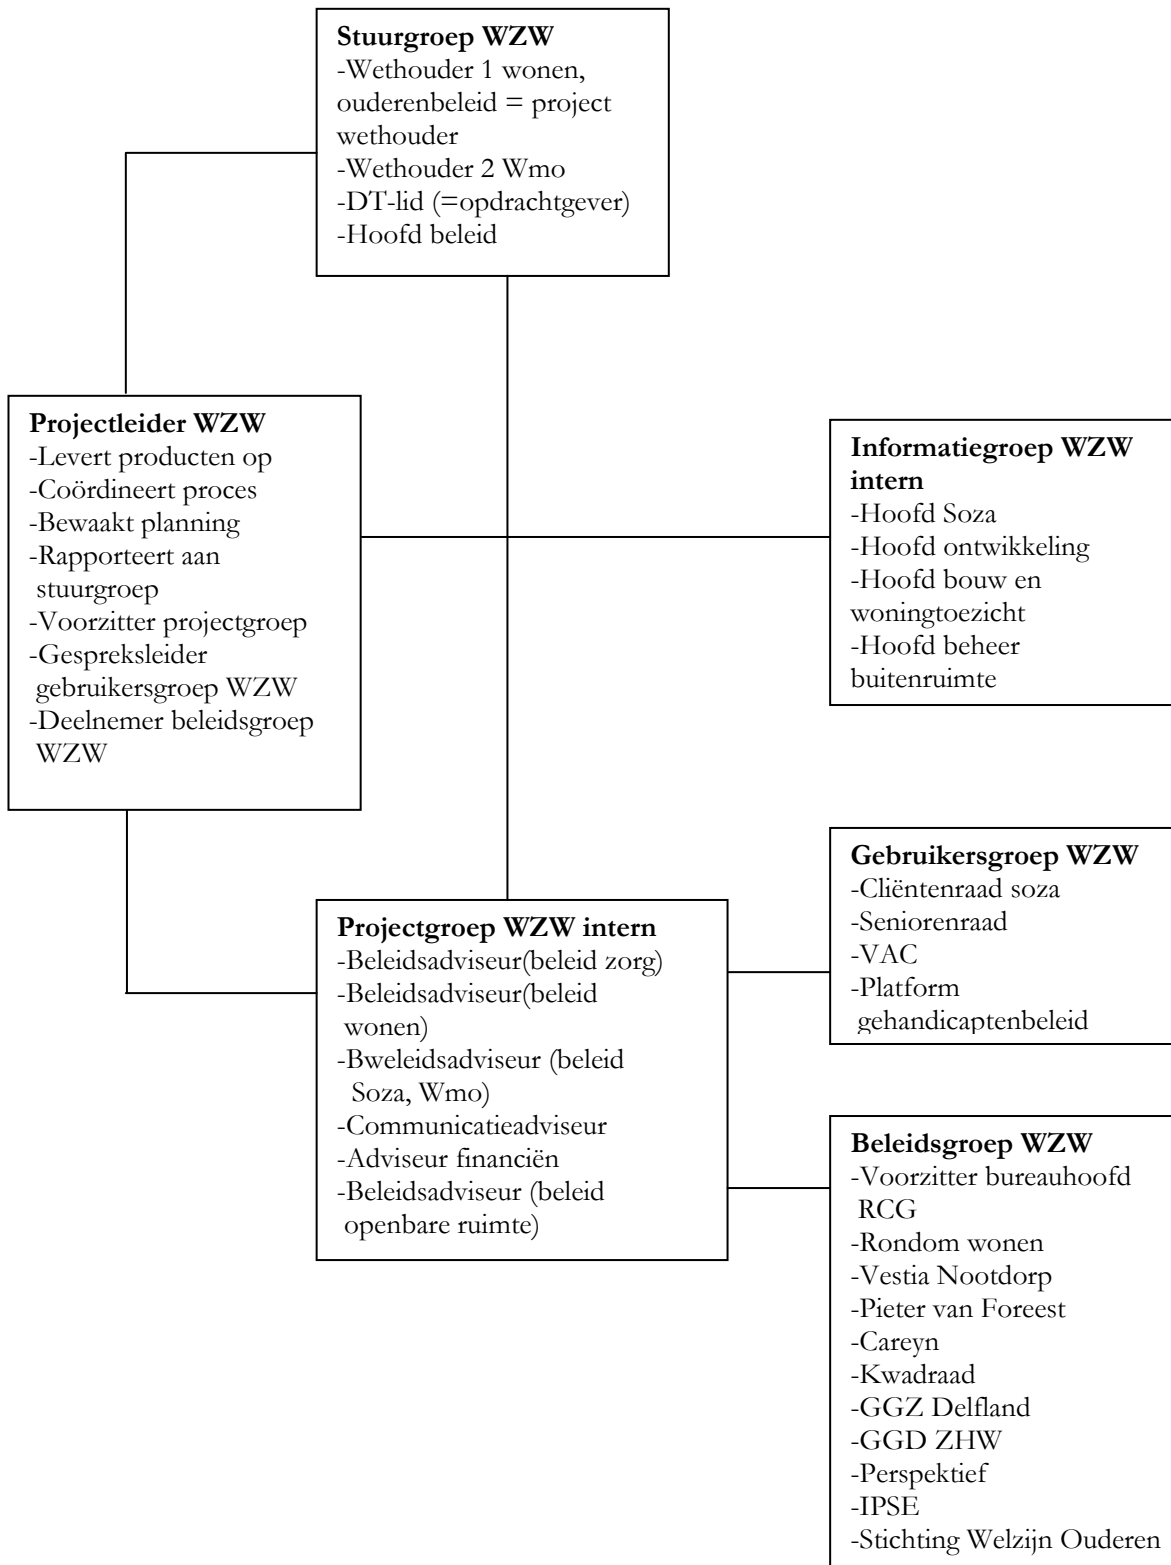 Stuurgroep WZW
-Wethouder 1 wonen,
ouderenbeleid = project
wethouder
-Wethouder 2 Wmo
-DT-lid (=opdrachtgever)
-Hoofd beleid
Projectleider WZW
-Levert producten op
-Coördineert proces
-Bewaakt planning
-Rapporteert aan
stuurgroep
-Voorzitter projectgroep
-Gespreksleider
gebruikersgroep WZW
-Deelnemer beleidsgroep
WZW
Informatiegroep WZW
intern
-Hoofd Soza
-Hoofd ontwikkeling
-Hoofd bouw en
woningtoezicht
-Hoofd beheer
buitenruimte
Projectgroep WZW intern
-Beleidsadviseur(beleid zorg)
-Beleidsadviseur(beleid
wonen)
-Bweleidsadviseur (beleid
Soza, Wmo)
-Communicatieadviseur
-Adviseur financiën
-Beleidsadviseur (beleid
openbare ruimte)
Gebruikersgroep WZW
-Cliëntenraad soza
-Seniorenraad
-VAC
-Platform
gehandicaptenbeleid
Beleidsgroep WZW
-Voorzitter bureauhoofd
RCG
-Rondom wonen
-Vestia Nootdorp
-Pieter van Foreest
-Careyn
-Kwadraad
-GGZ Delfland
-GGD ZHW
-Perspektief
-IPSE
-Stichting Welzijn Ouderen